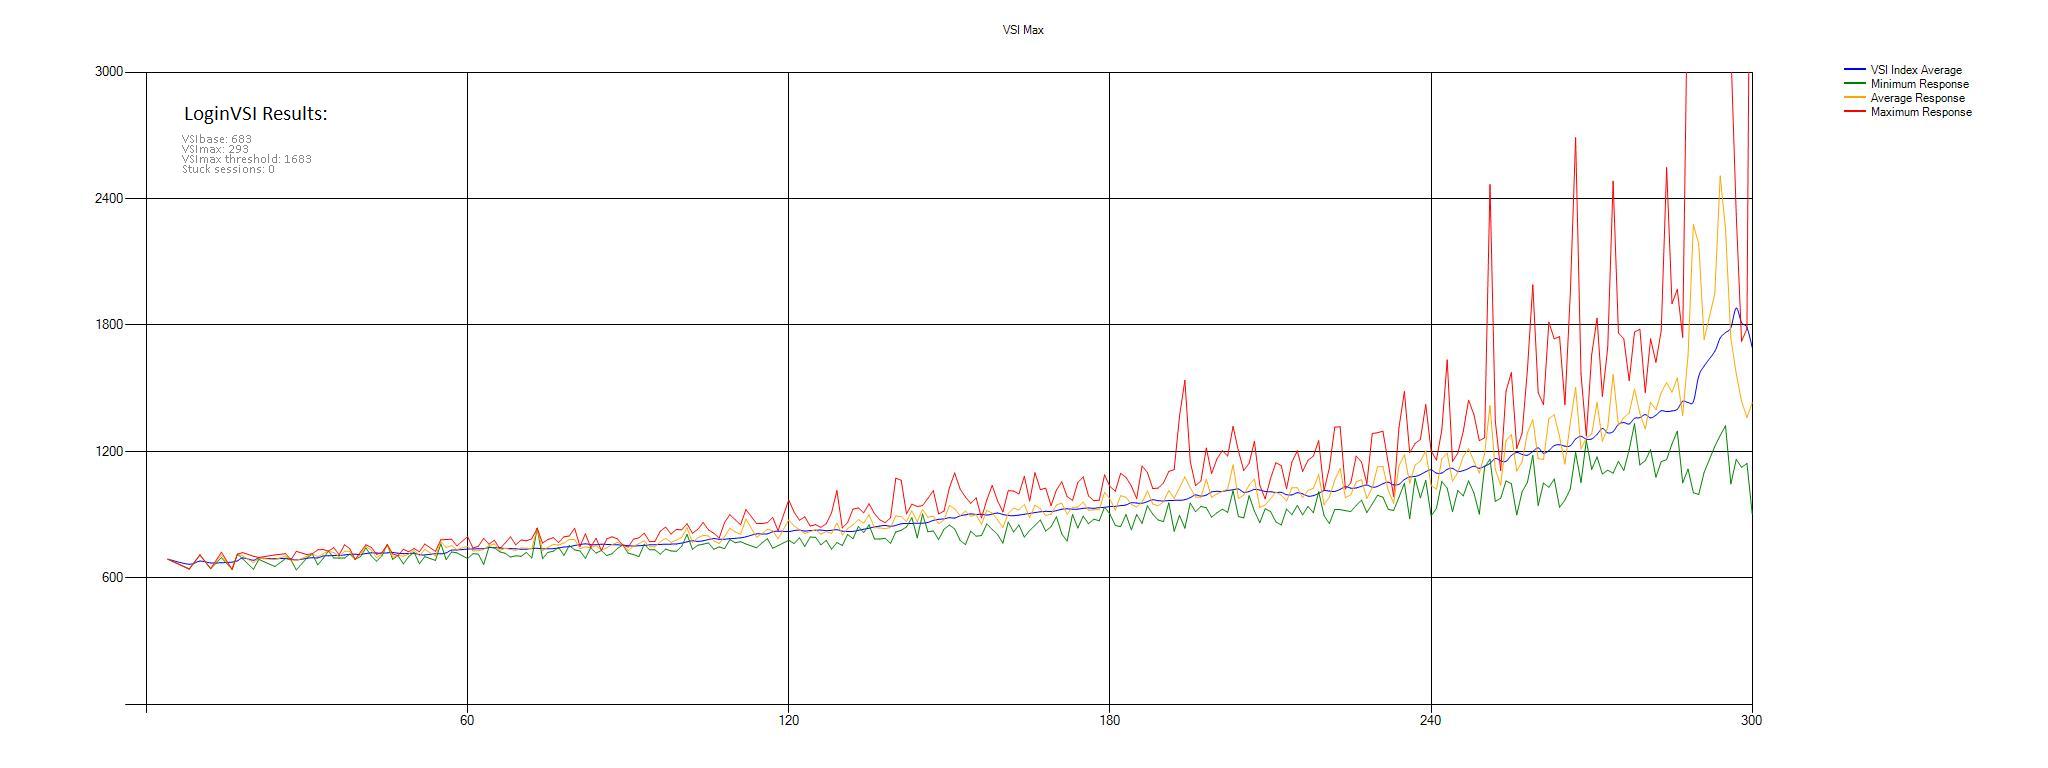 VSI Max
3000
2400
1800
1200
600
LoginVSI Results:
VSIbase: 683
VSImax: 293
VSImax threshold: 1683
Stuck sessions: 0
VSI Index Average
Minimum Response
Average Response
Maximum Response
60
120
180
240
300